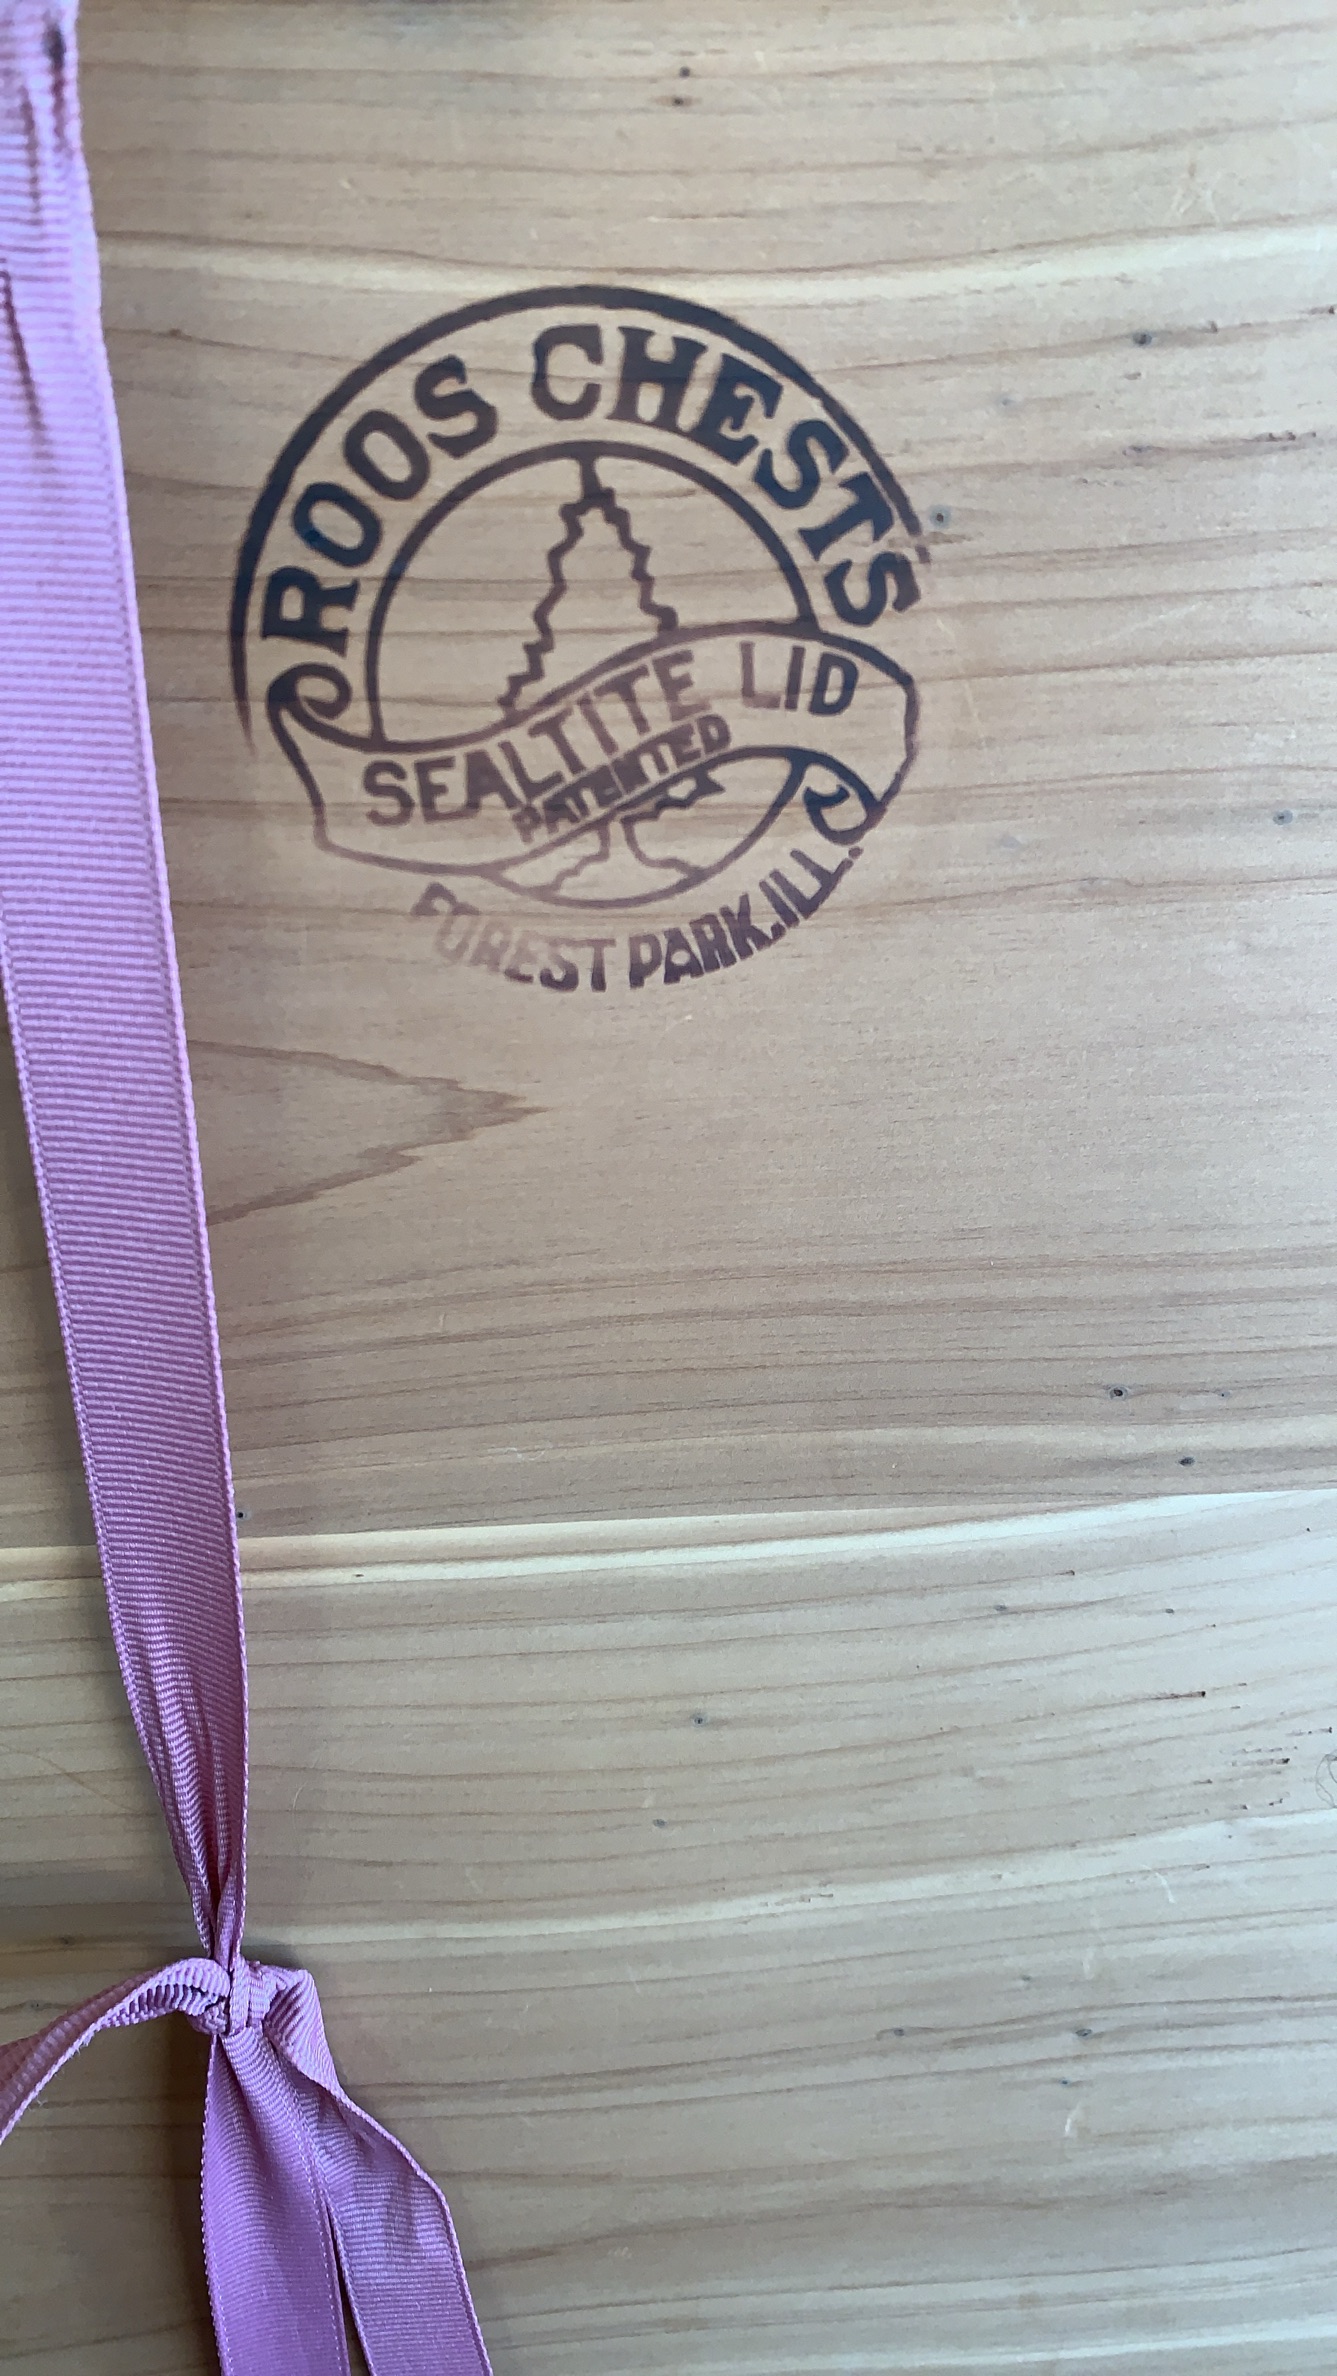 ROOS CHESTS
SEALTITE LID
PATENTED
FOREST PARK, ILL.